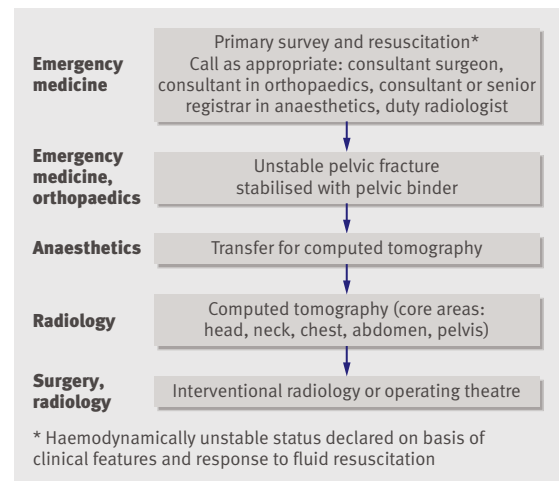 Emergency
medicine
Primary survey and resuscitation*
Call as appropriate: consultant surgeon,
consultant in orthopaedics, consultant or senior
registrar in anaesthetics, duty radiologist
Emergency
medicine,
orthopaedics
Unstable pelvic fracture
stabilised with pelvic binder
Anaesthetics
Transfer for computed tomography
Radiology
Computed tomography (core areas:
head, neck, chest, abdomen, pelvis)
Surgery,
radiology
Interventional radiology or operating theatre
* Haemodynamically unstable status declared on basis of
clinical features and response to fluid resuscitation